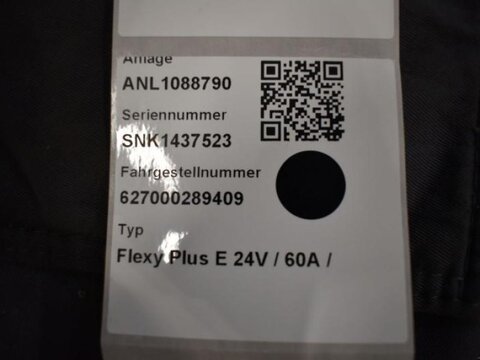 Anlage
ANL1088790
Seriennummer
SNK1437523
Fahrgestellnummer
627000289409
Typ
Flexy Plus E 24V / 60A /